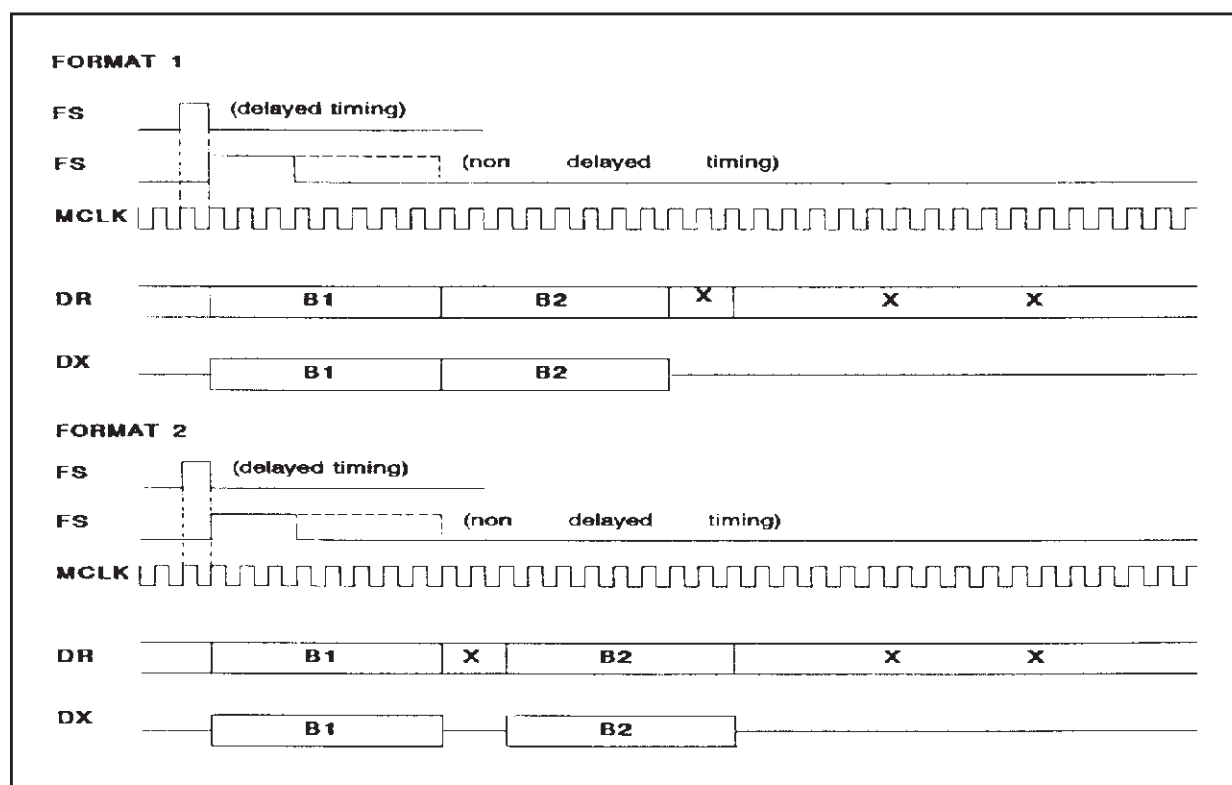 FORMAT 1
FS (delayed timing)
FS (non delayed timing)
MCLK
DR B1 B2 X X X
DX B1 B2
FORMAT 2
FS (delayed timing)
FS (non delayed timing)
MCLK
DR B1 X B2 X X
DX B1 B2